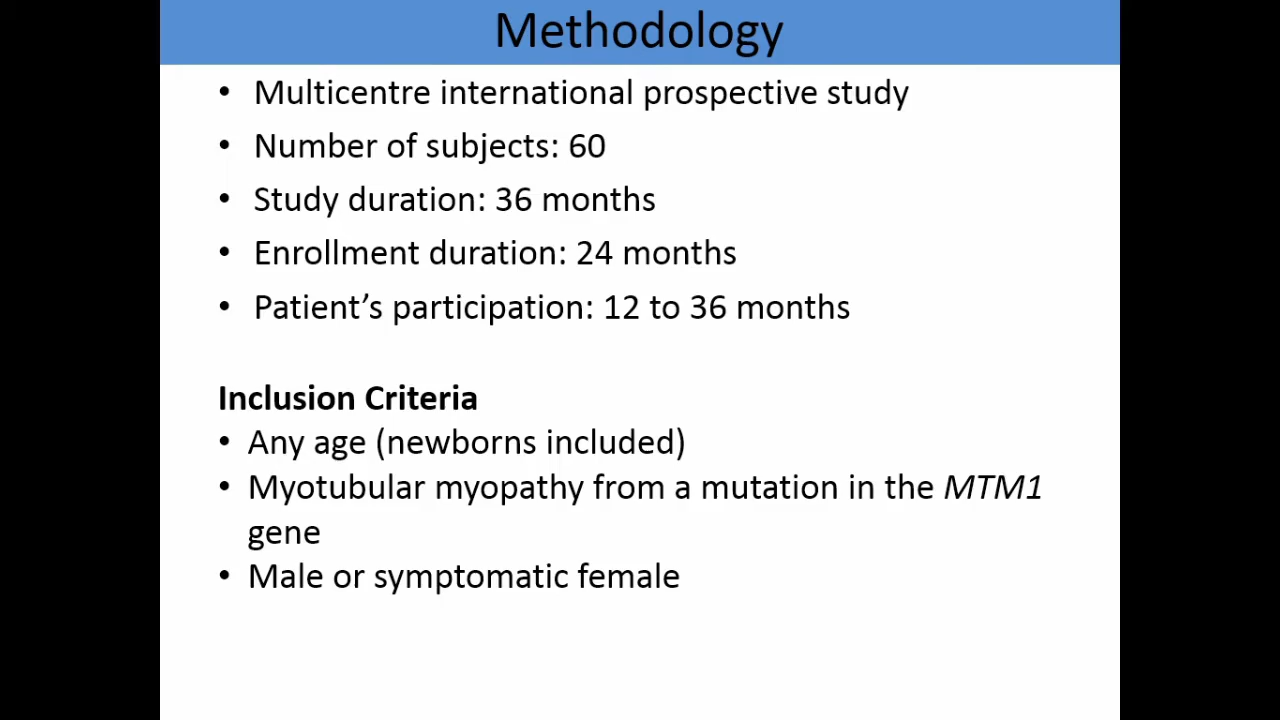 Methodology
• Multicentre international prospective study
• Number of subjects: 60
• Study duration: 36 months
• Enrollment duration: 24 months
• Patient’s participation: 12 to 36 months
Inclusion Criteria
• Any age (newborns included)
• Myotubular myopathy from a mutation in the MTM1
gene
• Male or symptomatic female